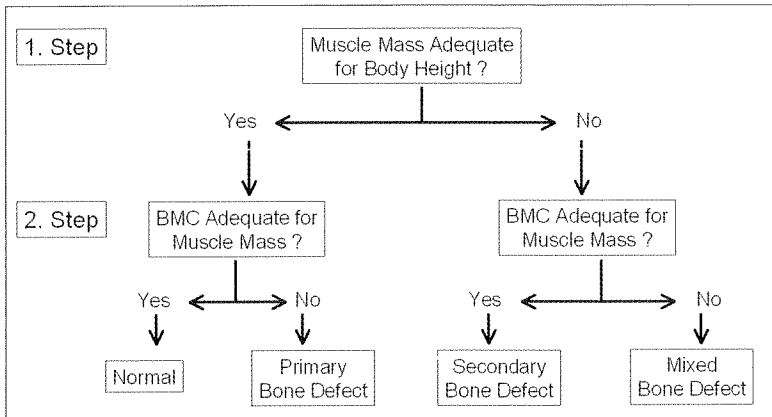 1. Step
Muscle Mass Adequate
for Body Height ?
Yes
No
2. Step
BMC Adequate for
Muscle Mass ?
BMC Adequate for
Muscle Mass ?
Yes
No
Yes
No
Normal
Primary
Bone Defect
Secondary
Bone Defect
Mixed
Bone Defect